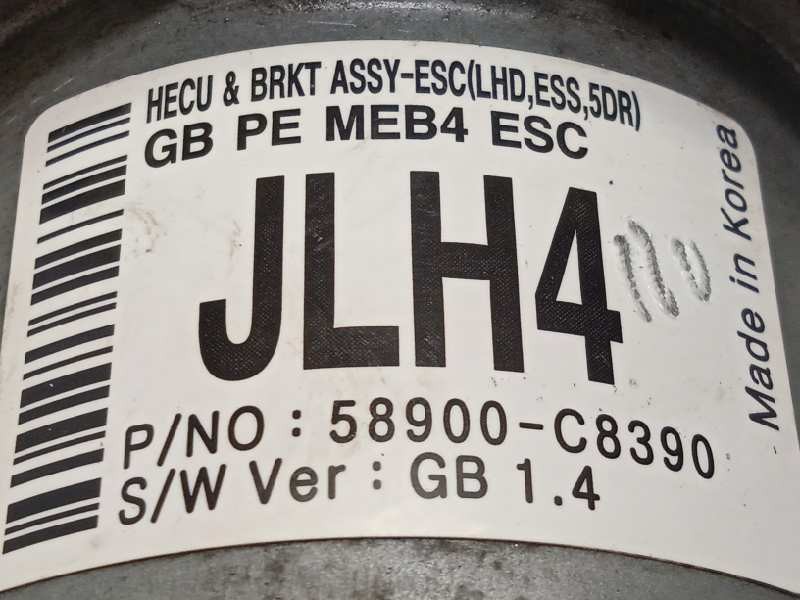 HECU & BRKT ASSY-ESC(LHD,ESS,5DR)
GB PE MEB4 ESC
JLH4
P/NO : 58900-C8390
S/W Ver : GB 1.4
Made in Korea